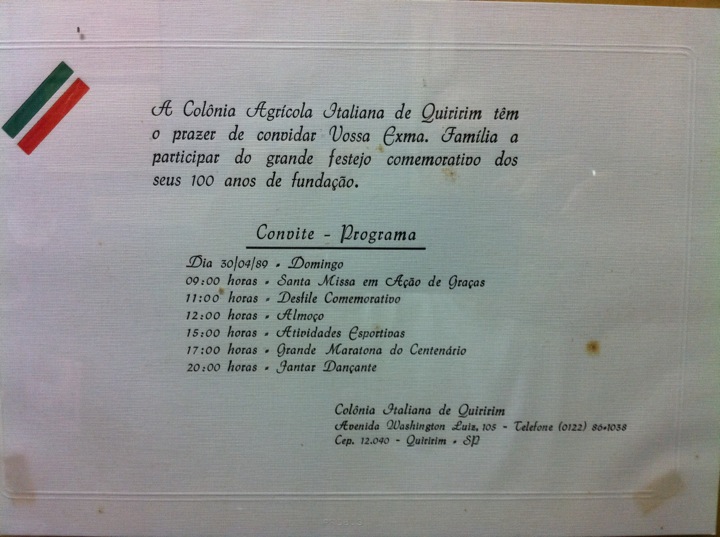 A Colônia Agrícola Italiana de Quiririm têm
o prazer de convidar Vossa Exma. Família a
participar do grande festejo comemorativo dos
seus 100 anos de fundação.
Convite - Programa
Dia 30/04/89 - Domingo
09:00 horas - Santa Missa em Ação de Graças
11:00 horas - Desfile Comemorativo
12:00 horas - Almoço
15:00 horas - Atividades Esportivas
17:00 horas - Grande Maratona do Centenário
20:00 horas - Jantar Dançante
Colônia Italiana de Quiririm
Avenida Washington Luiz, 105 - Telefone (0122) 86-1038
Cep. 12.040 - Quiririm - SP